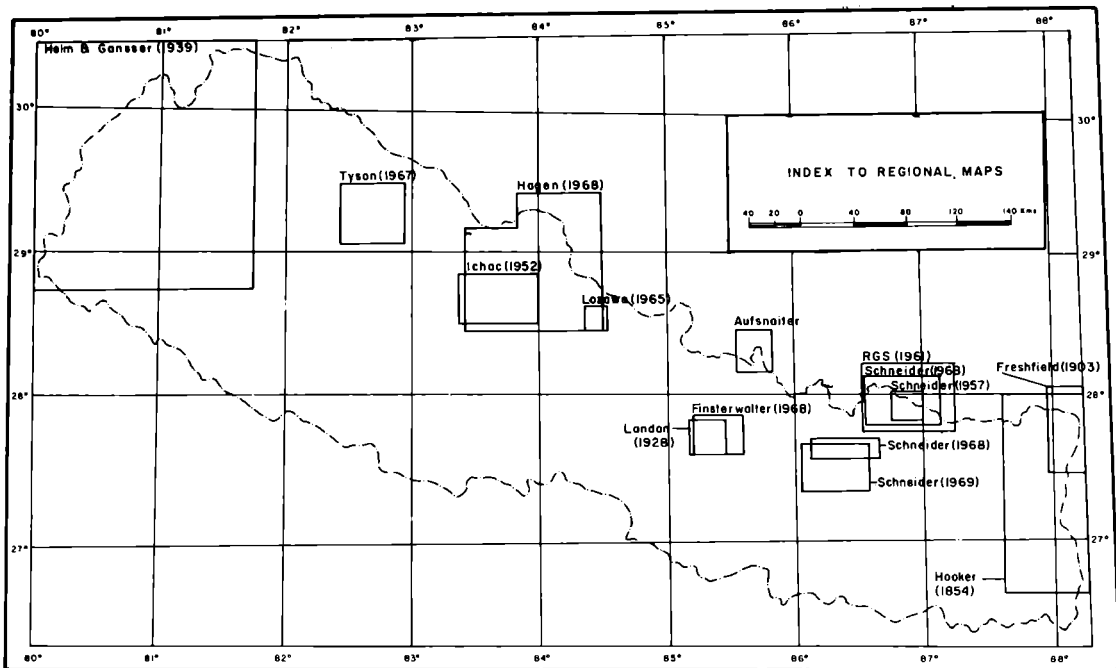 80° 81° 82° 83° 84° 85° 86° 87° 88°
Heim & Gansser (1939)
30° 30°
INDEX TO REGIONAL MAPS
40 20 0 40 80 120 140 Kms
Tyson (1967)
Hagen (1968)
29° 29°
Ichac (1952)
Lozawa (1965)
Aufsnaiter
RGS (1961)
Schneider (1968)
Schneider (1957)
Freshfield (1903)
28° 28°
Finsterwalter (1968)
Landon
(1928)
Schneider (1968)
Schneider (1969)
27° 27°
Hooker
(1854)
80° 81° 82° 83° 84° 85° 86° 87° 88°